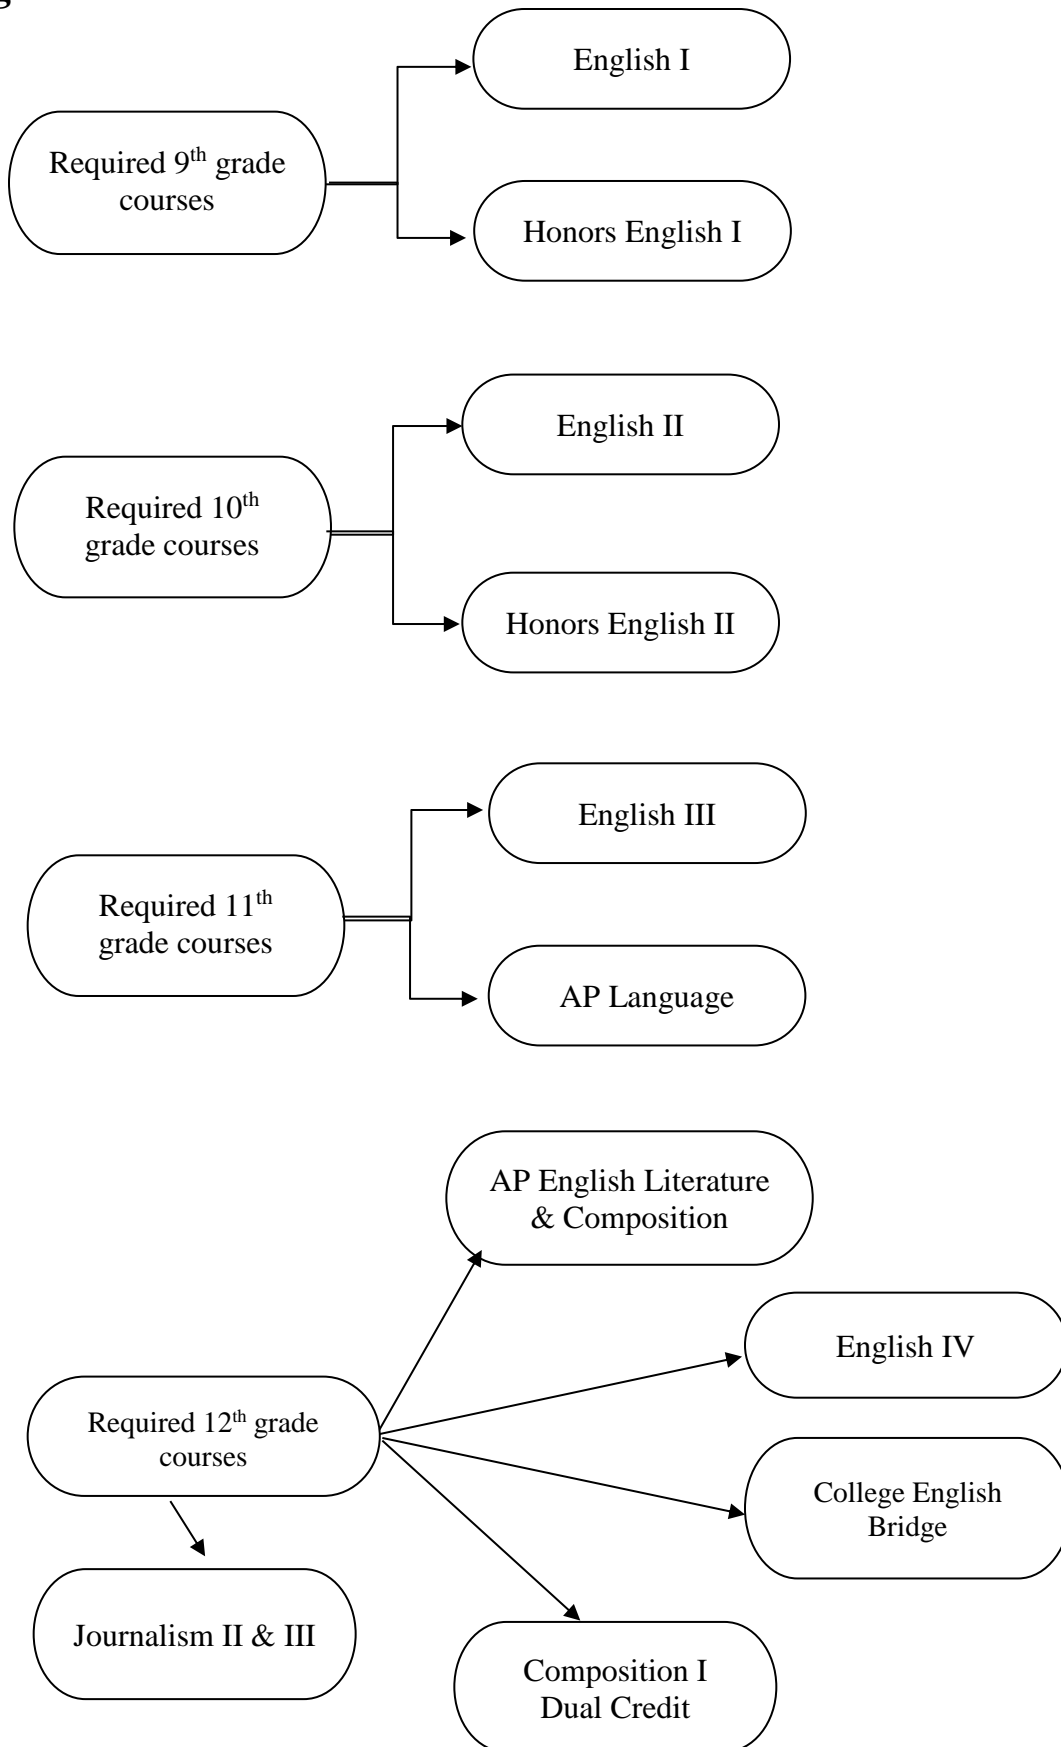 English I
Required 9th grade
courses
Honors English I
English II
Required 10th
grade courses
Honors English II
English III
Required 11th
grade courses
AP Language
AP English Literature
& Composition
English IV
Required 12th grade
courses
College English
Bridge
Journalism II & III
Composition I
Dual Credit